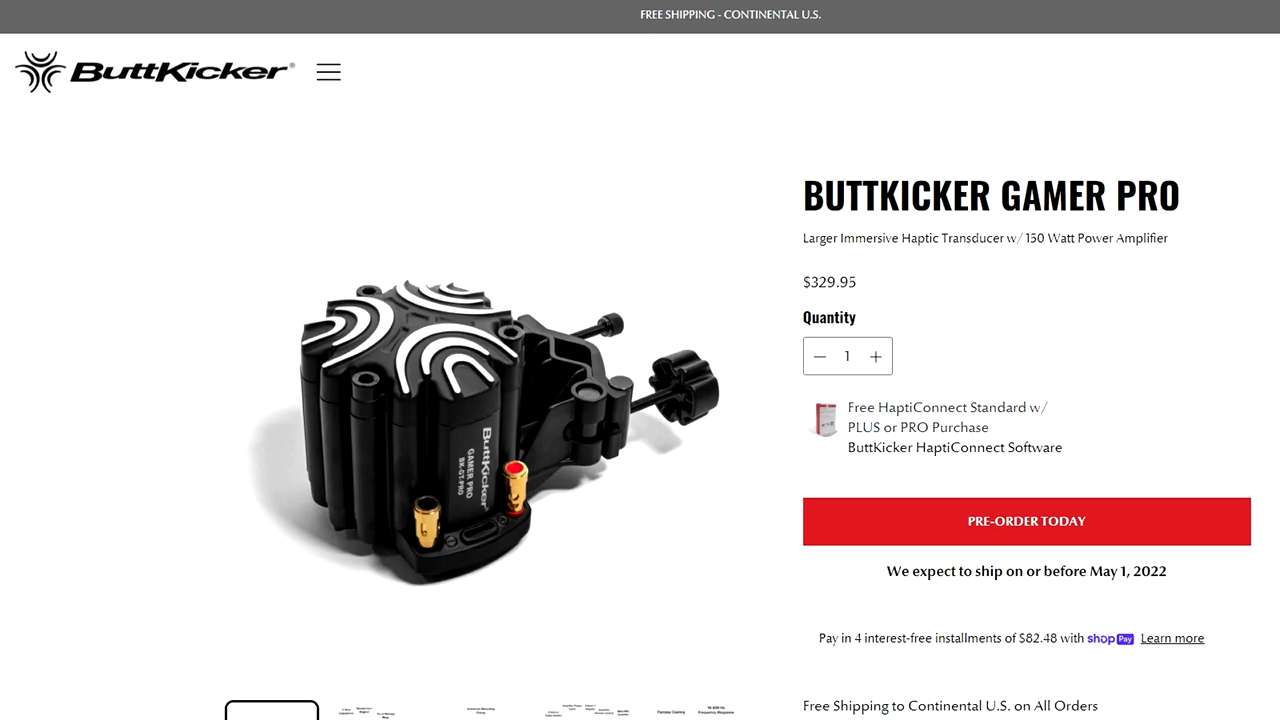 FREE SHIPPING - CONTINENTAL U.S.
ButtKicker®
BUTTKICKER GAMER PRO
Larger Immersive Haptic Transducer w/ 150 Watt Power Amplifier
$329.95
Quantity
1
Free HaptiConnect Standard w/
PLUS or PRO Purchase
ButtKicker HaptiConnect Software
ButtKicker
GAMER PRO
BK-GT-PRO
PRE-ORDER TODAY
We expect to ship on or before May 1, 2022
Pay in 4 interest-free installments of $82.48 with shop Pay Learn more
Free Shipping to Continental U.S. on All Orders